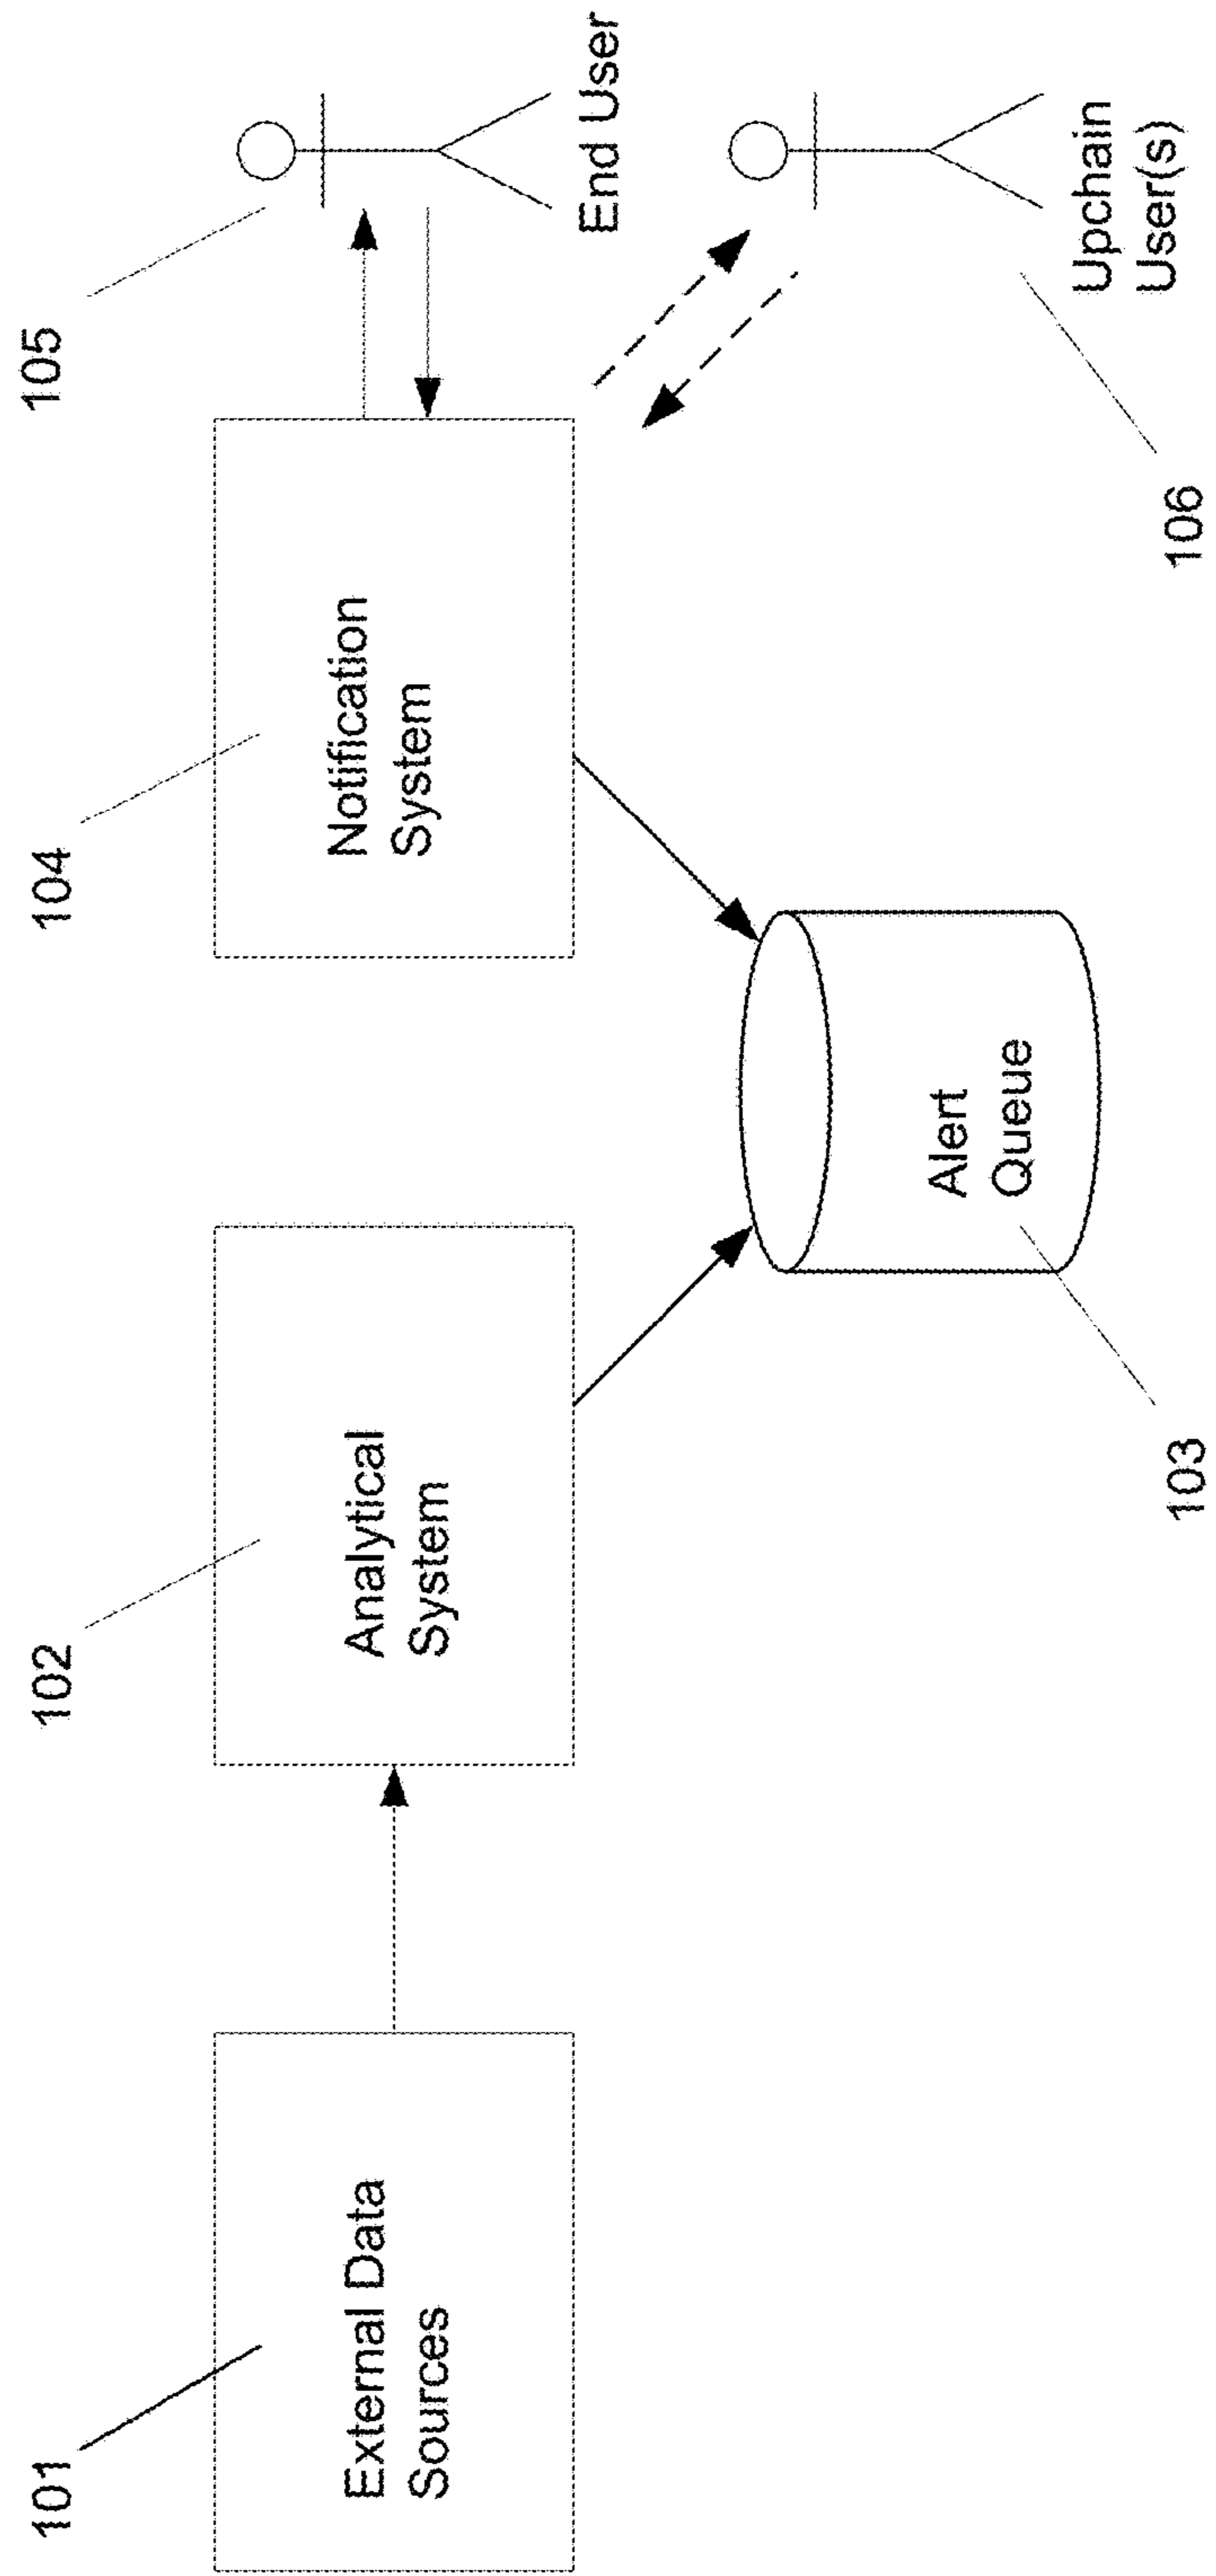 101
External Data
Sources
102
Analytical
System
103
Alert
Queue
104
Notification
System
105
End User
106
Upchain
User(s)